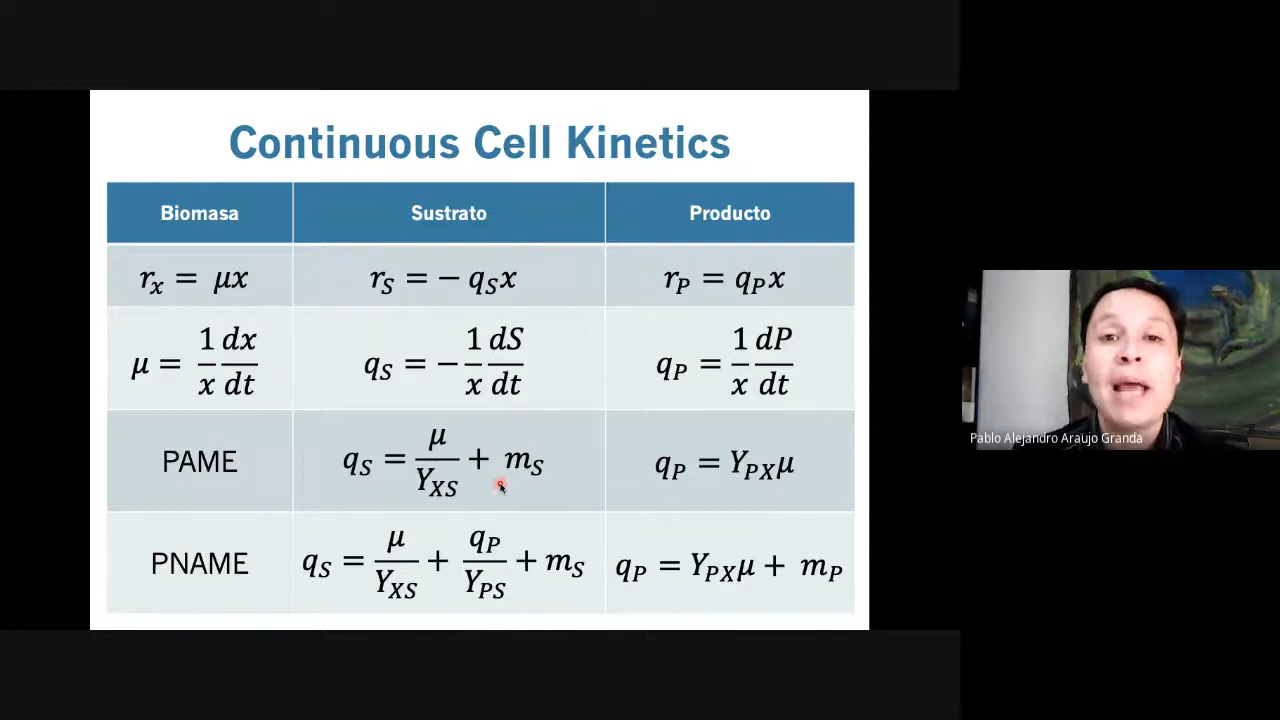 Continuous Cell Kinetics
Biomasa Sustrato Producto
r_x = μx r_S = − q_S x r_P = q_P x
μ = 1/x dx/dt q_S = − 1/x dS/dt q_P = 1/x dP/dt
PAME q_S = μ/Y_XS + m_S q_P = Y_PX μ
PNAME q_S = μ/Y_XS + q_P/Y_PS + m_S q_P = Y_PX μ + m_P
Pablo Alejandro Araujo Granda